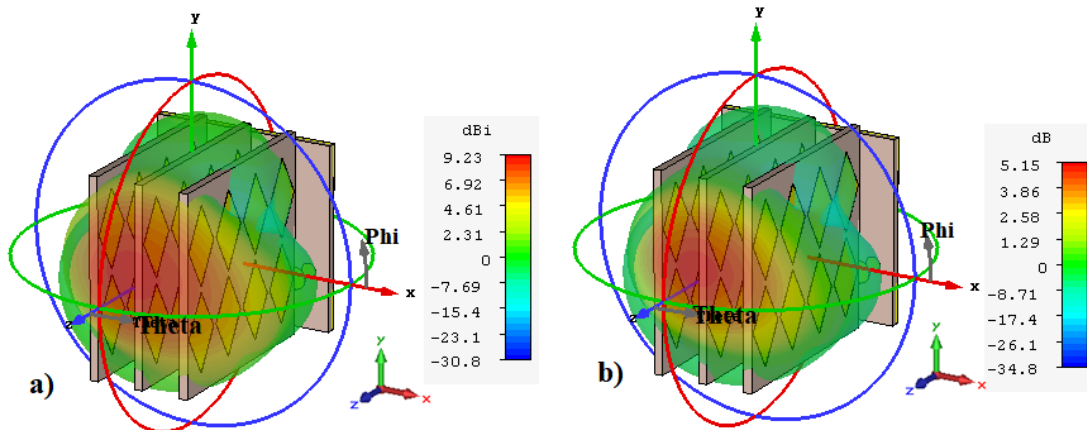 y
dBi
9.23
6.92
4.61
2.31
0
-7.69
-15.4
-23.1
-30.8
Phi
x
z
Theta
y
x
z
a)
y
dB
5.15
3.86
2.58
1.29
0
-8.71
-17.4
-26.1
-34.8
Phi
x
z
Theta
y
x
z
b)